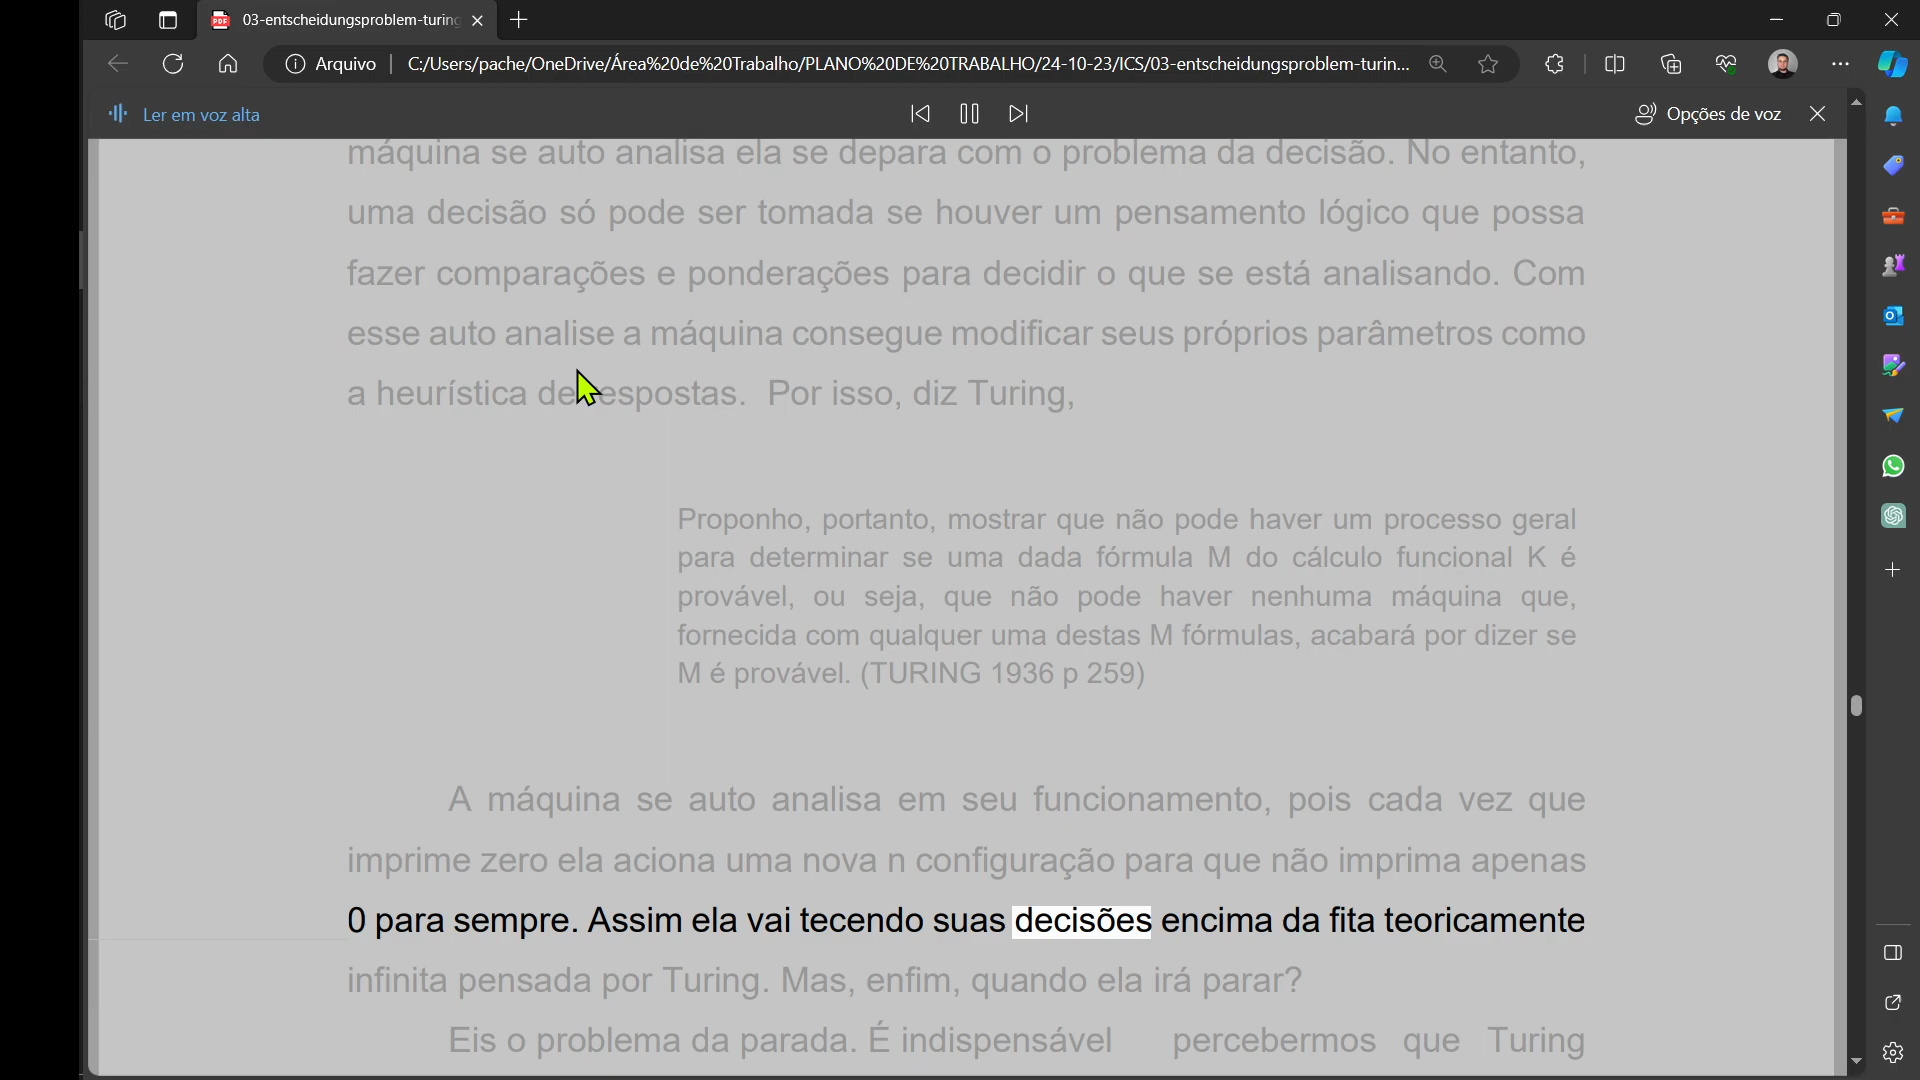 03-entscheidungsproblem-turing
Arquivo
C:/Users/pache/OneDrive/Área%20de%20Trabalho/PLANO%20DE%20TRABALHO/24-10-23/ICS/03-entscheidungsproblem-turin...
Ler em voz alta
Opções de voz
máquina se auto analisa ela se depara com o problema da decisão. No entanto,
uma decisão só pode ser tomada se houver um pensamento lógico que possa
fazer comparações e ponderações para decidir o que se está analisando. Com
esse auto analise a máquina consegue modificar seus próprios parâmetros como
a heurística de respostas. Por isso, diz Turing,
Proponho, portanto, mostrar que não pode haver um processo geral
para determinar se uma dada fórmula M do cálculo funcional K é
provável, ou seja, que não pode haver nenhuma máquina que,
fornecida com qualquer uma destas M fórmulas, acabará por dizer se
M é provável. (TURING 1936 p 259)
A máquina se auto analisa em seu funcionamento, pois cada vez que
imprime zero ela aciona uma nova n configuração para que não imprima apenas
0 para sempre. Assim ela vai tecendo suas decisões encima da fita teoricamente
infinita pensada por Turing. Mas, enfim, quando ela irá parar?
Eis o problema da parada. É indispensável percebermos que Turing